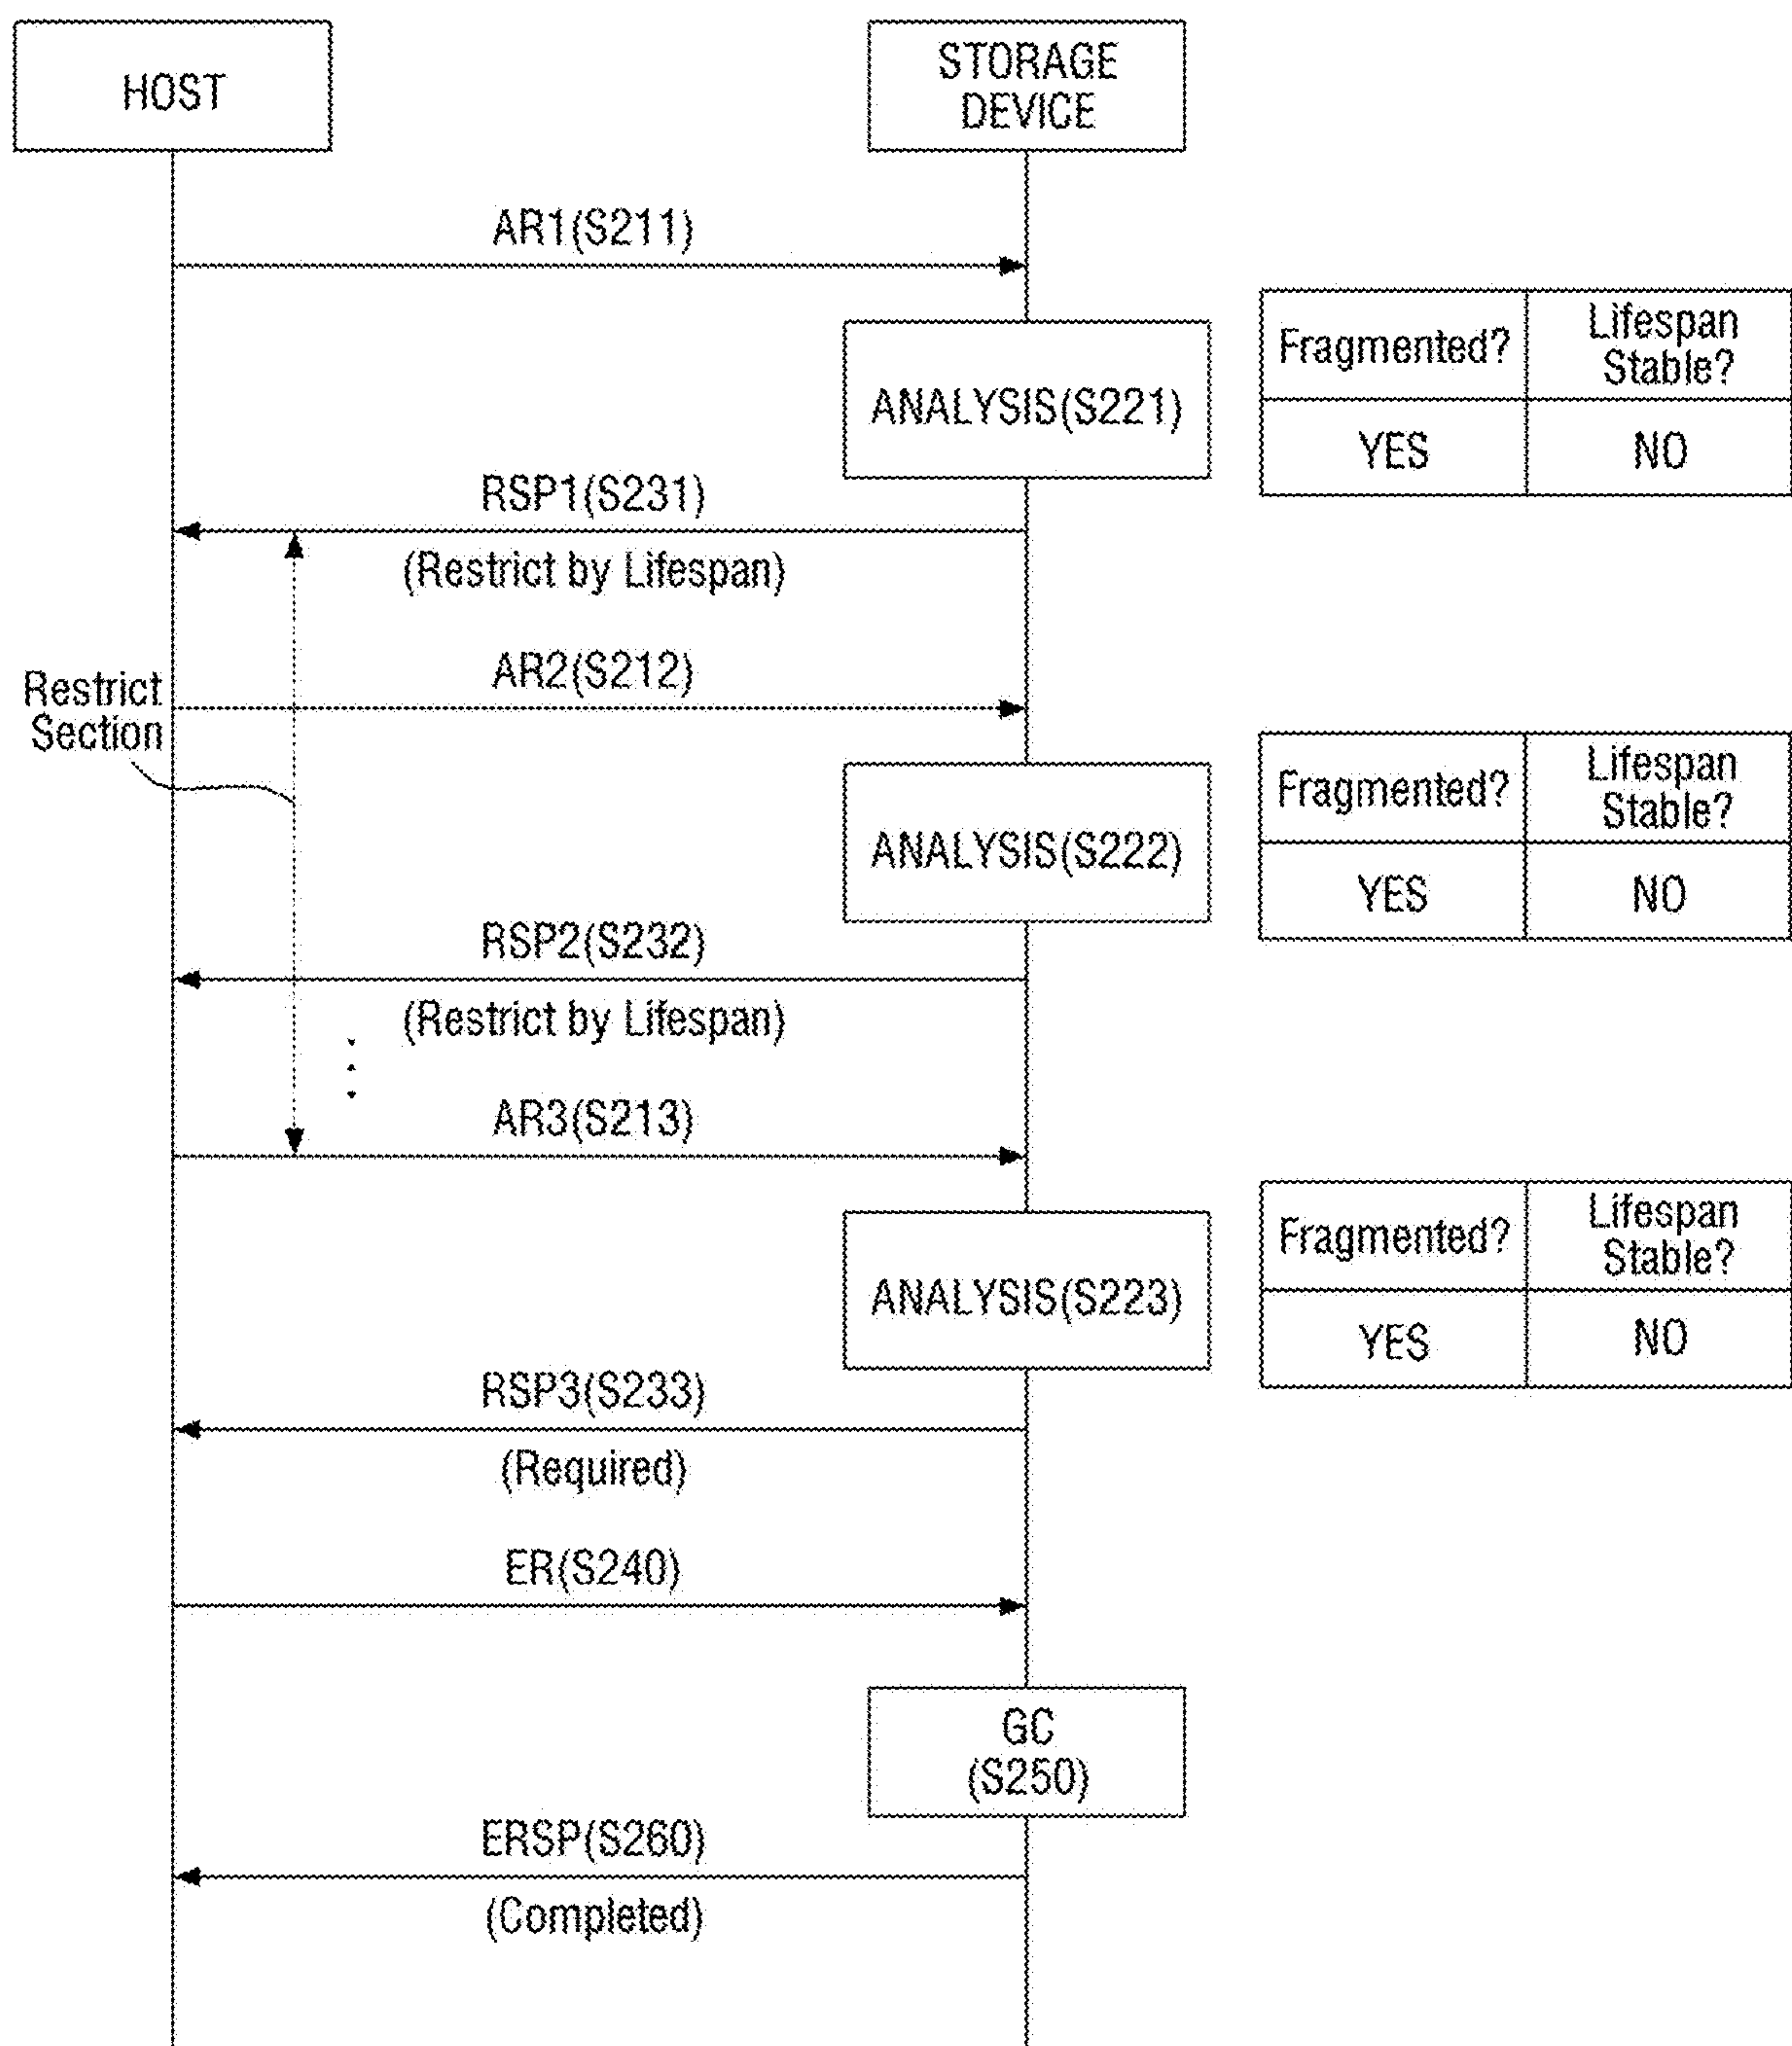 HOST
STORAGE
DEVICE
AR1(S211)
ANALYSIS(S221)
Fragmented?
Lifespan
Stable?
YES
NO
RSP1(S231)
(Restrict by Lifespan)
Restrict
Section
AR2(S212)
ANALYSIS(S222)
Fragmented?
Lifespan
Stable?
YES
NO
RSP2(S232)
(Restrict by Lifespan)
AR3(S213)
ANALYSIS(S223)
Fragmented?
Lifespan
Stable?
YES
NO
RSP3(S233)
(Required)
ER(S240)
GC
(S250)
ERSP(S260)
(Completed)